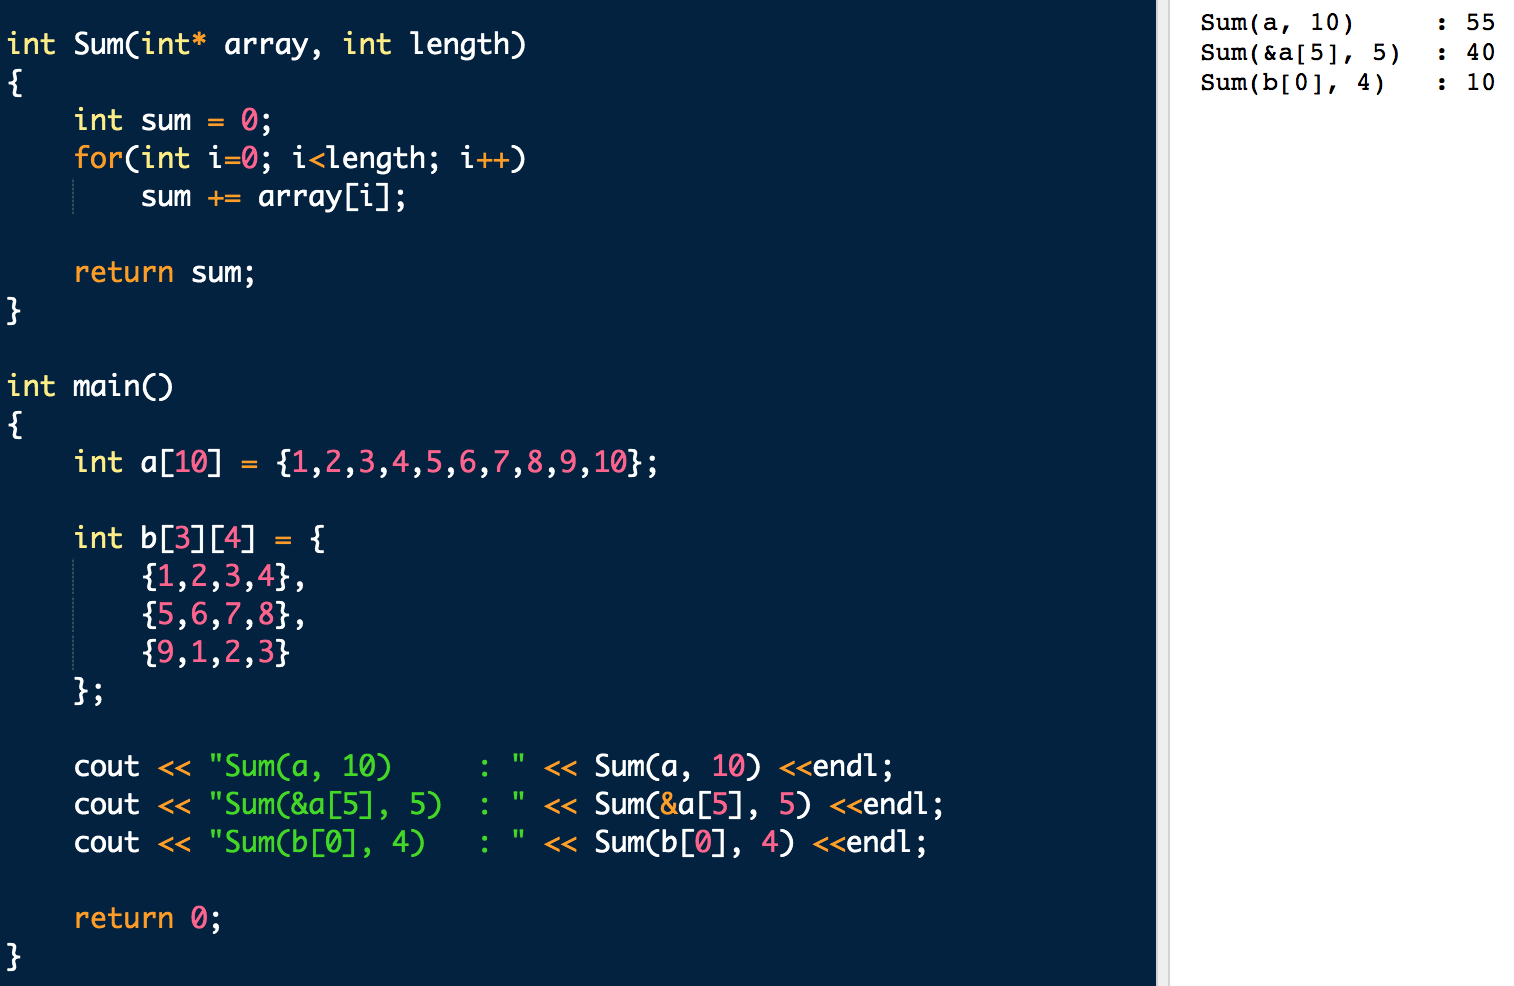 int Sum(int* array, int length)
{
    int sum = 0;
    for(int i=0; i<length; i++)
        sum += array[i];

    return sum;
}

int main()
{
    int a[10] = {1,2,3,4,5,6,7,8,9,10};

    int b[3][4] = {
        {1,2,3,4},
        {5,6,7,8},
        {9,1,2,3}
    };

    cout << "Sum(a, 10)     : " << Sum(a, 10) <<endl;
    cout << "Sum(&a[5], 5)  : " << Sum(&a[5], 5) <<endl;
    cout << "Sum(b[0], 4)   : " << Sum(b[0], 4) <<endl;

    return 0;
}
Sum(a, 10)     : 55
Sum(&a[5], 5)  : 40
Sum(b[0], 4)   : 10